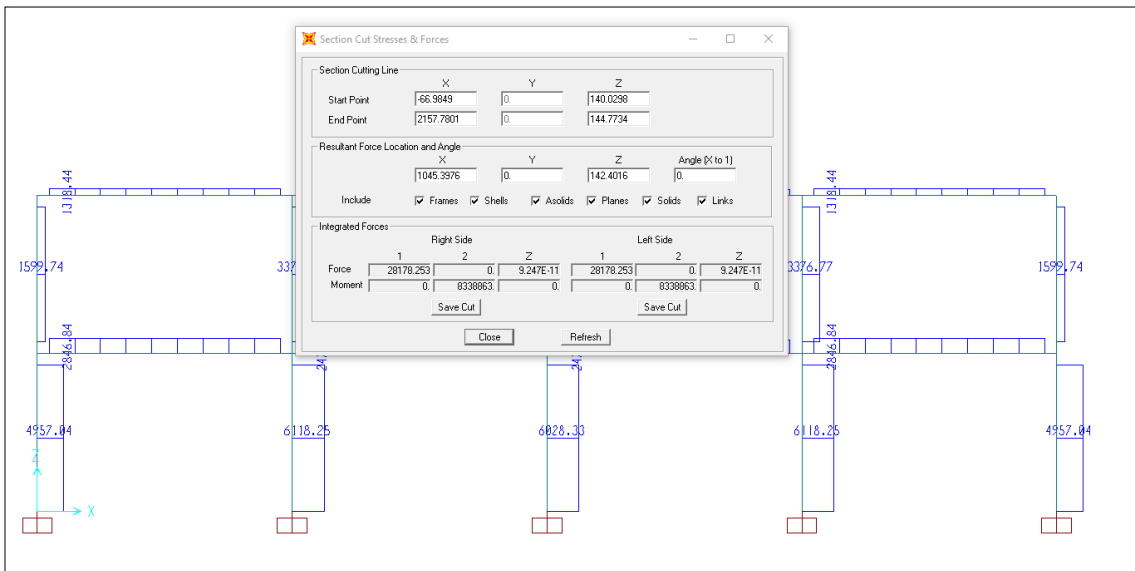 Section Cut Stresses & Forces
Section Cutting Line
X Y Z
Start Point -66.9849 0. 140.0298
End Point 2157.7801 0. 144.7734
Resultant Force Location and Angle
X Y Z Angle (X to 1)
1045.3976 0. 142.4016 0.
Include Frames Shells Asolids Planes Solids Links
Integrated Forces
Right Side Left Side
1 2 Z 1 2 Z
Force 28178.253 0. 9.247E-11 28178.253 0. 9.247E-11
Moment 0. 8338863. 0. 0. 8338863. 0.
Save Cut Save Cut
Close Refresh
1318.44 1318.44
1599.74 337 3376.77 1599.74
2846.84 247 247 2846.84
4957.04 6118.25 6028.33 6118.25 4957.04
Z
X